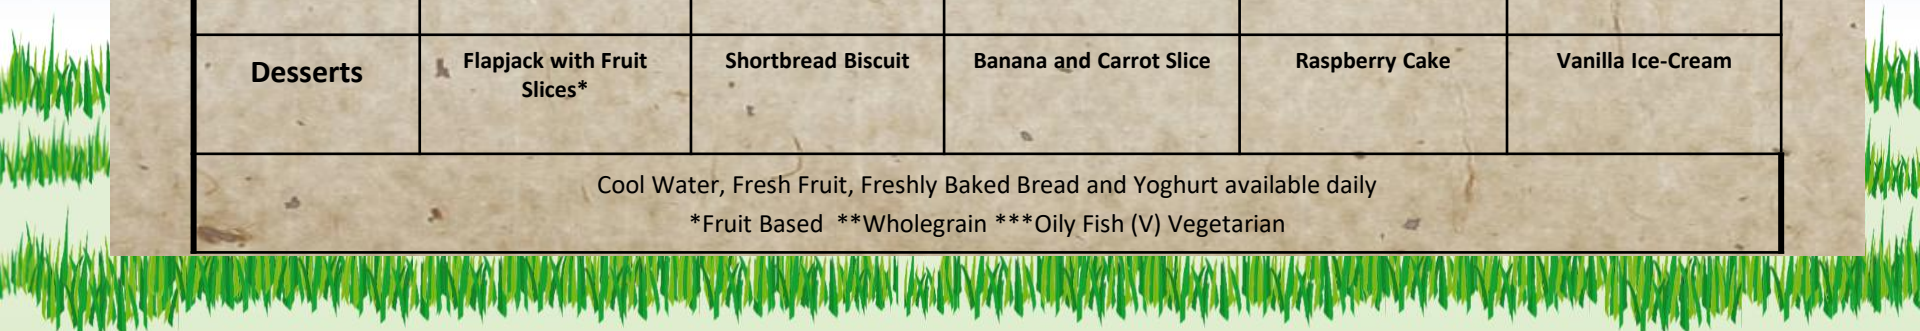 Desserts
Flapjack with Fruit
Slices*
Shortbread Biscuit
Banana and Carrot Slice
Raspberry Cake
Vanilla Ice-Cream
Cool Water, Fresh Fruit, Freshly Baked Bread and Yoghurt available daily
*Fruit Based  **Wholegrain ***Oily Fish (V) Vegetarian